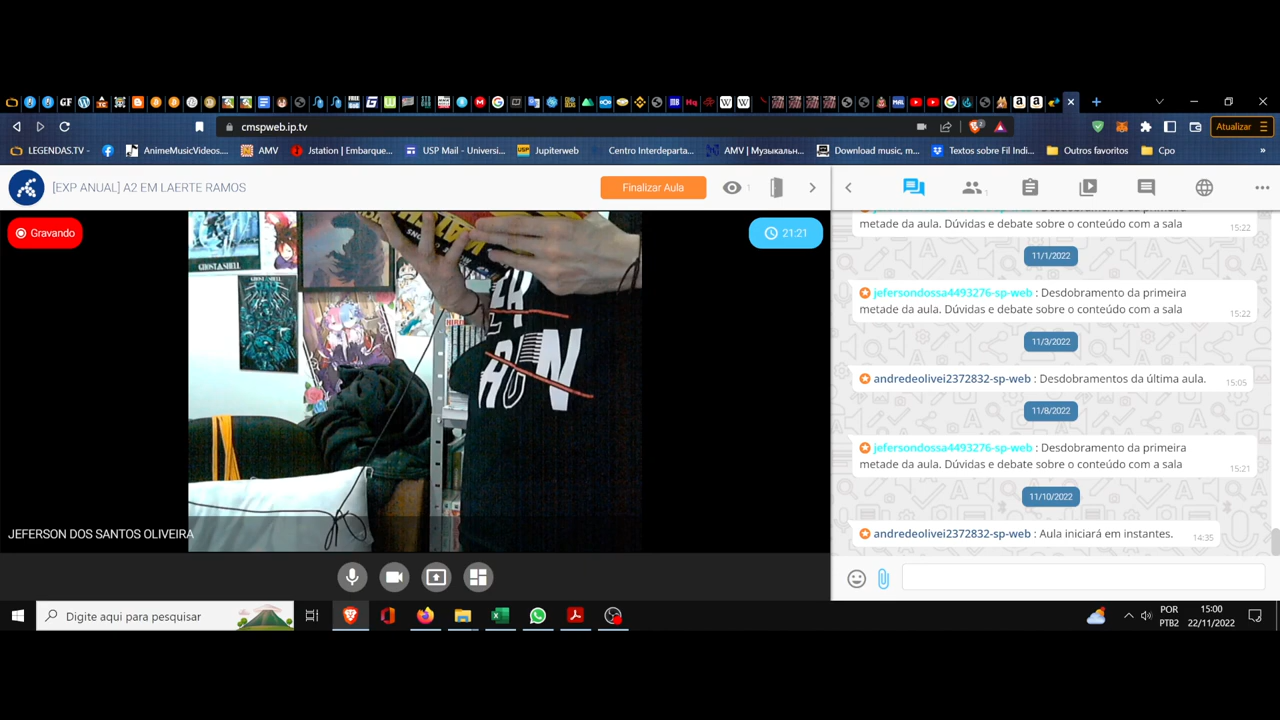 cmspweb.ip.tv
Atualizar
LEGENDAS.TV
AnimeMusicVideos....
AMV
Jstation | Embarque...
USP Mail - Universi...
Jupiterweb
Centro Interdeparta...
AMV | Музыкальн...
Download music, m...
Textos sobre Fil Indi...
Outros favoritos
Cpo
[EXP ANUAL] A2 EM LAERTE RAMOS
Finalizar Aula
1
1
Gravando
21:21
GHOST IN THE SHELL
JEFERSON DOS SANTOS OLIVEIRA
metade da aula. Dúvidas e debate sobre o conteúdo com a sala
15:22
11/1/2022
jefersondossa4493276-sp-web : Desdobramento da primeira
metade da aula. Dúvidas e debate sobre o conteúdo com a sala
15:22
11/3/2022
andredeolivei2372832-sp-web : Desdobramentos da última aula.
15:05
11/8/2022
jefersondossa4493276-sp-web : Desdobramento da primeira
metade da aula. Dúvidas e debate sobre o conteúdo com a sala
15:21
11/10/2022
andredeolivei2372832-sp-web : Aula iniciará em instantes.
14:35
Digite aqui para pesquisar
POR
PTB2
15:00
22/11/2022